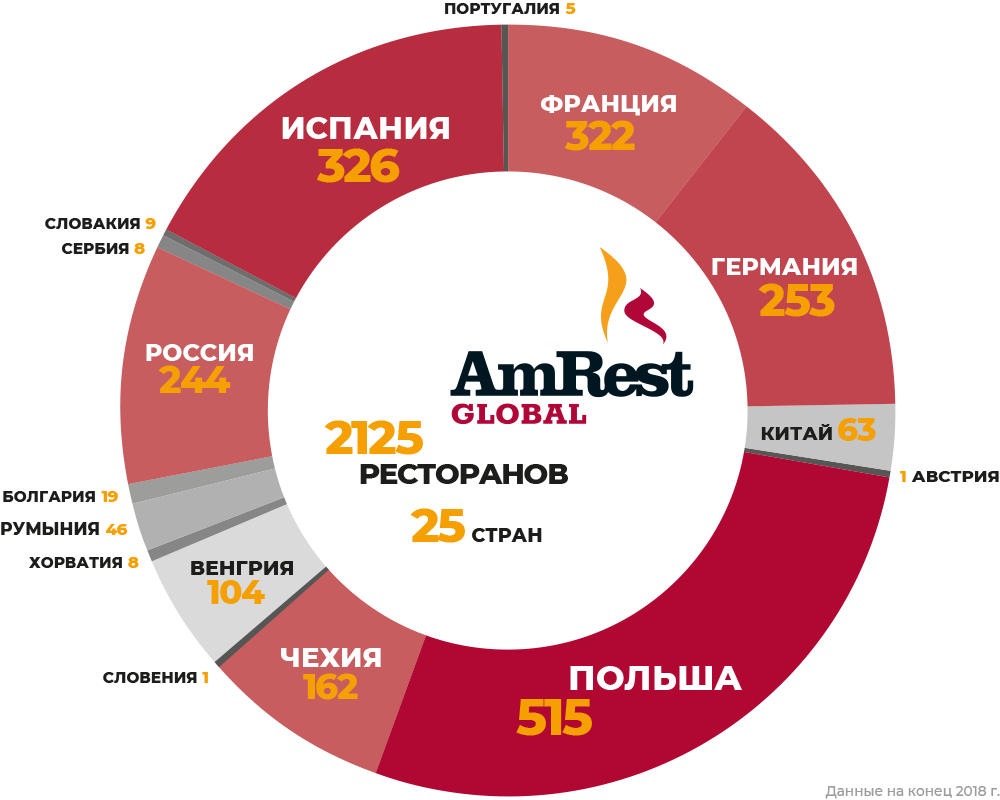 ПОРТУГАЛИЯ 5
ФРАНЦИЯ
322
ИСПАНИЯ
326
СЛОВАКИЯ 9
СЕРБИЯ 8
ГЕРМАНИЯ
253
РОССИЯ
244
AmRest
GLOBAL
2125
РЕСТОРАНОВ
25 СТРАН
КИТАЙ 63
1 АВСТРИЯ
БОЛГАРИЯ 19
РУМЫНИЯ 46
ХОРВАТИЯ 8
ВЕНГРИЯ
104
СЛОВЕНИЯ 1
ЧЕХИЯ
162
ПОЛЬША
515
Данные на конец 2018 г.